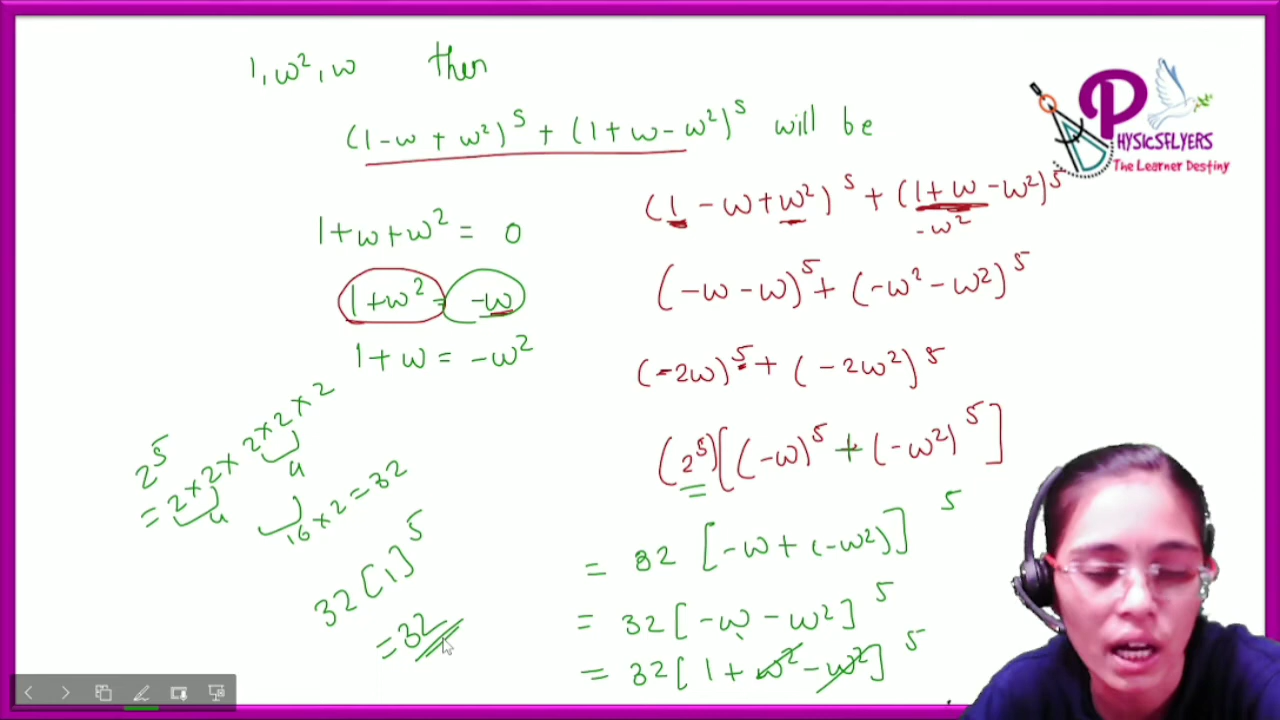 1, ω², ω then
(1-ω+ω²)⁵ + (1+ω-ω²)⁵ will be
PHYSICSFLYERS
The Learner Destiny
1+ω+ω² = 0
1+ω² = -ω
1+ω = -ω²
(1-ω+ω²)⁵ + (1+ω-ω²)⁵
-ω²
(-ω-ω)⁵ + (-ω²-ω²)⁵
(-2ω)⁵ + (-2ω²)⁵
(2⁵)[(-ω)⁵ + (-ω²)⁵]
= 32 [-ω+(-ω²)]⁵
= 32[-ω-ω²]⁵
= 32[1+ω²-ω²]⁵
2⁵
= 2×2×2×2×2
4 4
16×2=32
32[1]⁵
=32